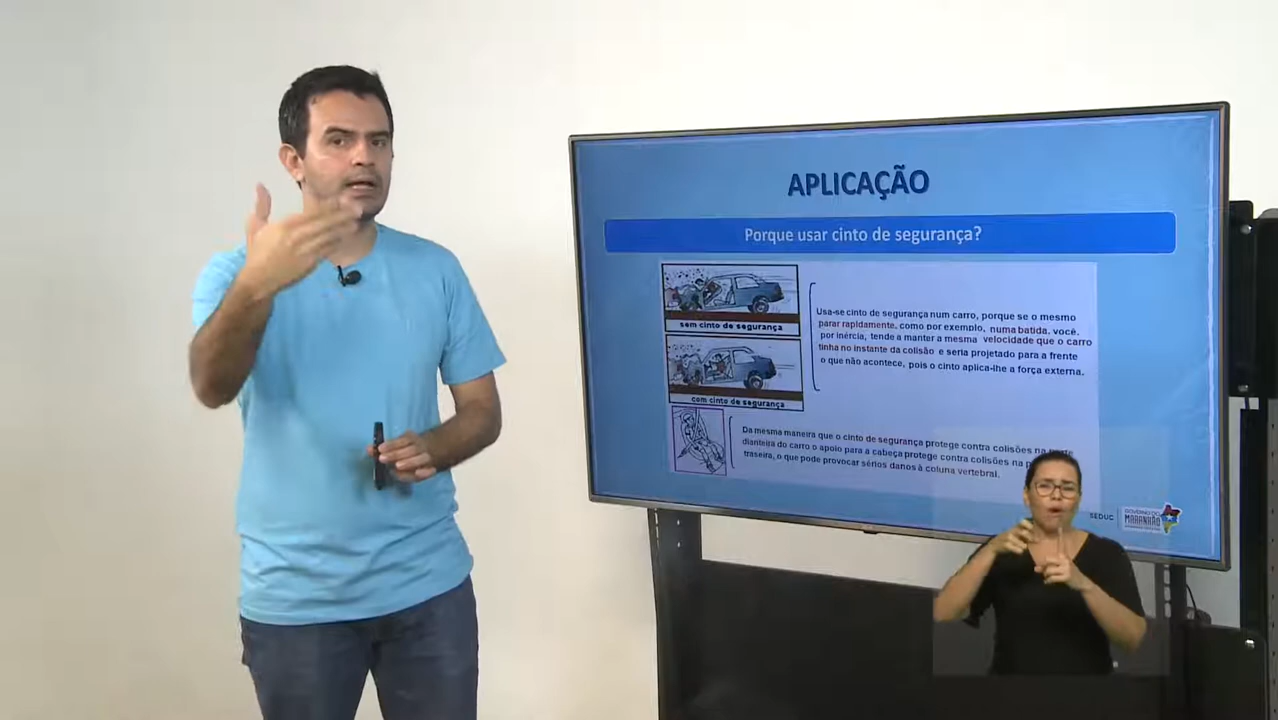 APLICAÇÃO
Porque usar cinto de segurança?
sem cinto de segurança
com cinto de segurança
Usa-se cinto de segurança num carro, porque se o mesmo
parar rapidamente, como por exemplo, numa batida, você,
por inércia, tende a manter a mesma velocidade que o carro
tinha no instante da colisão e seria projetado para a frente
o que não acontece, pois o cinto aplica-lhe a força externa.
Da mesma maneira que o cinto de segurança protege contra colisões na parte
dianteira do carro o apoio para a cabeça protege contra colisões na
traseira, o que pode provocar sérios danos à coluna vertebral.
SEDUC
GOVERNO DO
MARANHÃO